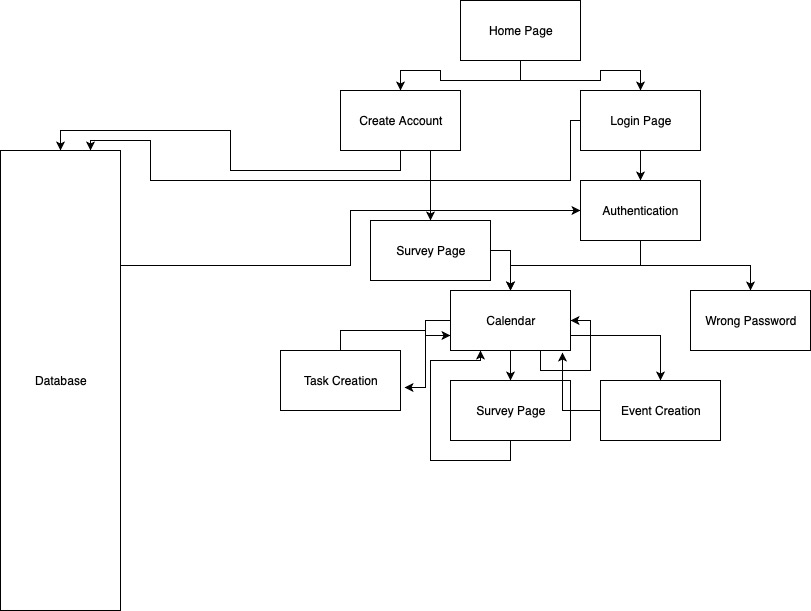 Home Page
Create Account
Login Page
Authentication
Survey Page
Calendar
Wrong Password
Database
Task Creation
Survey Page
Event Creation